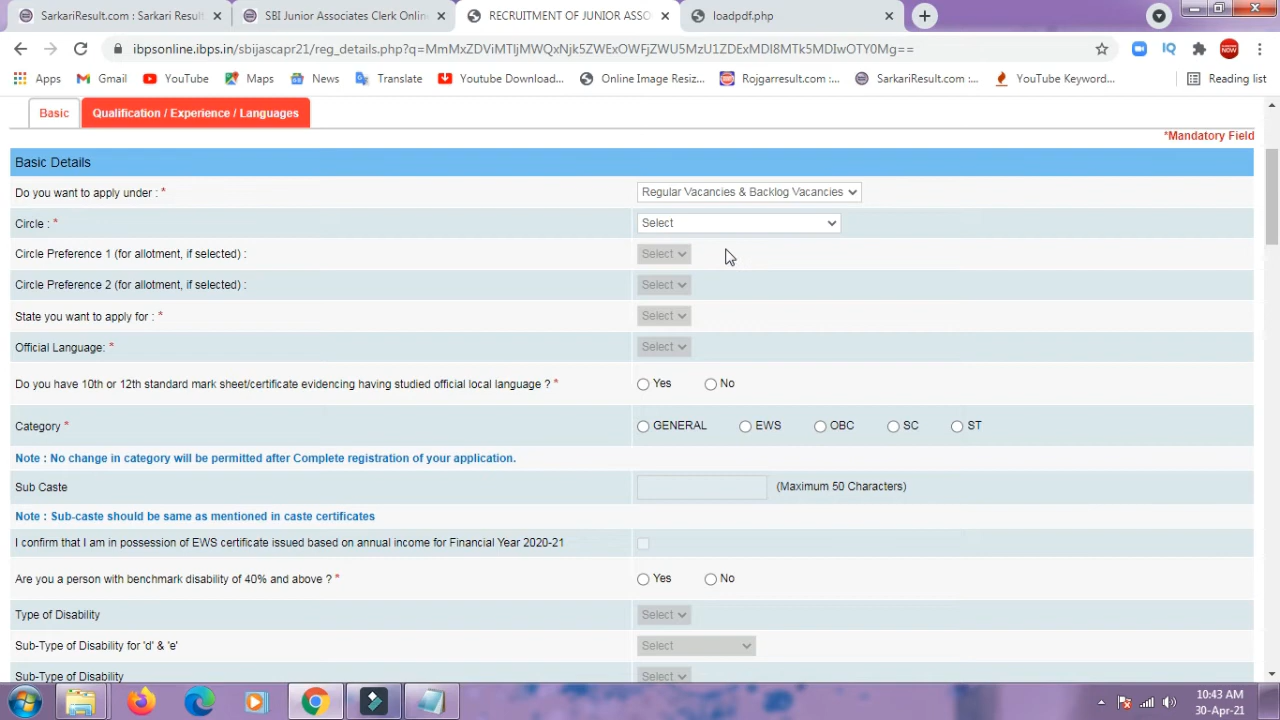 SarkariResult.com : Sarkari Result
SBI Junior Associates Clerk Online
RECRUITMENT OF JUNIOR ASSO
loadpdf.php
Apps
Gmail
YouTube
Maps
News
Translate
Youtube Download...
Online Image Resiz...
Rojgarresult.com :...
SarkariResult.com :...
YouTube Keyword...
Reading list
Basic
Qualification / Experience / Languages
*Mandatory Field
Basic Details
Do you want to apply under : *
Regular Vacancies & Backlog Vacancies
Circle : *
Select
Circle Preference 1 (for allotment, if selected) :
Select
Circle Preference 2 (for allotment, if selected) :
Select
State you want to apply for : *
Select
Official Language: *
Select
Do you have 10th or 12th standard mark sheet/certificate evidencing having studied official local language ? *
Yes No
Category *
GENERAL EWS OBC SC ST
Note : No change in category will be permitted after Complete registration of your application.
Sub Caste
(Maximum 50 Characters)
Note : Sub-caste should be same as mentioned in caste certificates
I confirm that I am in possession of EWS certificate issued based on annual income for Financial Year 2020-21
Are you a person with benchmark disability of 40% and above ? *
Yes No
Type of Disability
Select
Sub-Type of Disability for 'd' & 'e'
Select
Sub-Type of Disability
Select
10:43 AM
30-Apr-21